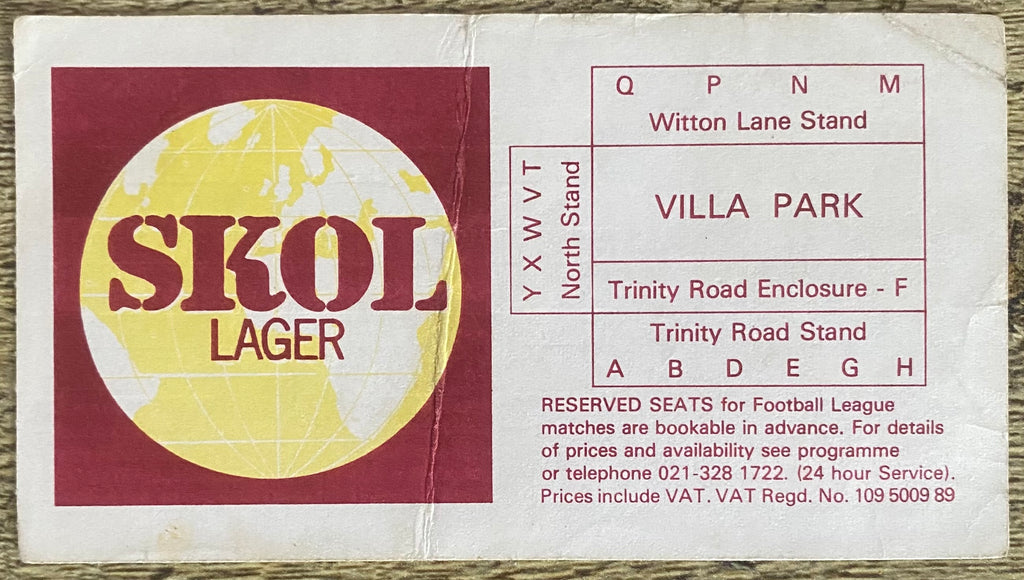 SKOL
LAGER
Q P N M
Witton Lane Stand
Y X W V T
North Stand
VILLA PARK
Trinity Road Enclosure - F
Trinity Road Stand
A B D E G H
RESERVED SEATS for Football League
matches are bookable in advance. For details
of prices and availability see programme
or telephone 021-328 1722. (24 hour Service).
Prices include VAT. VAT Regd. No. 109 5009 89